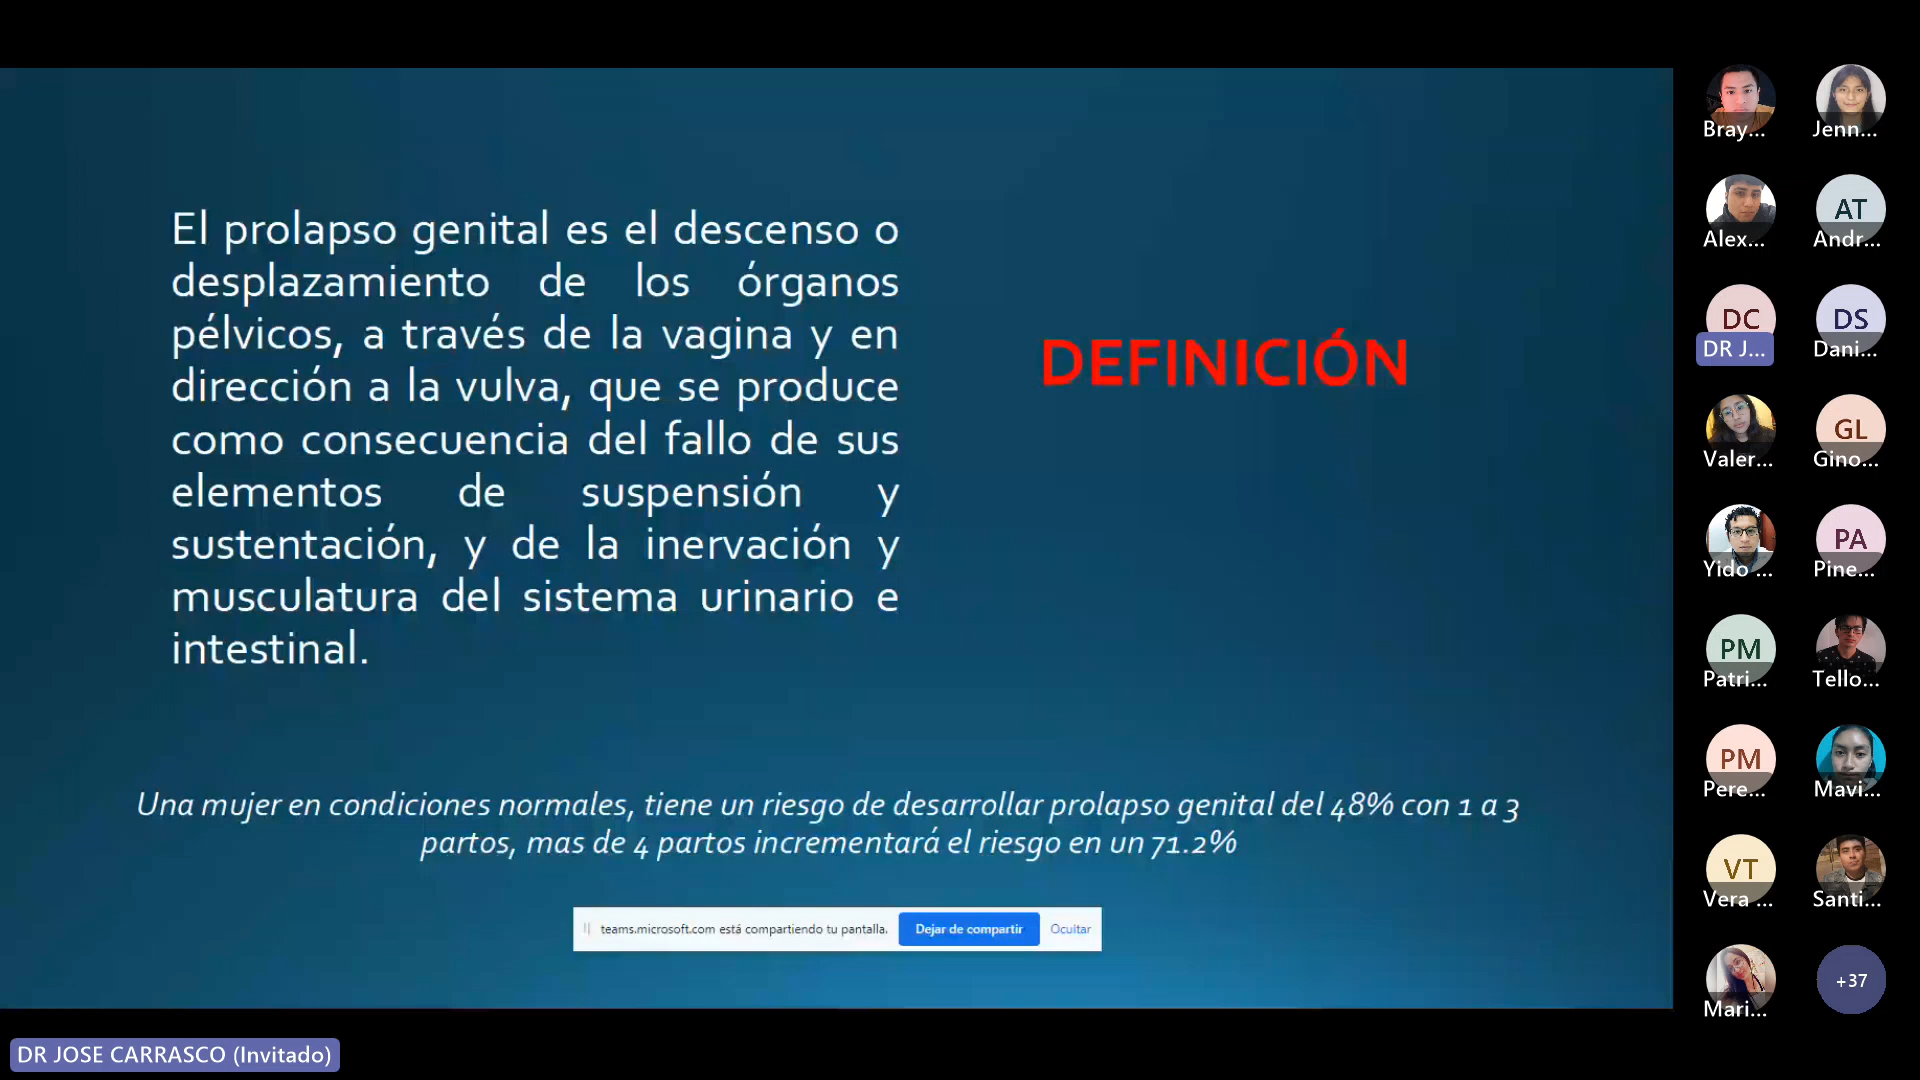 El prolapso genital es el descenso o
desplazamiento de los órganos
pélvicos, a través de la vagina y en
dirección a la vulva, que se produce
como consecuencia del fallo de sus
elementos de suspensión y
sustentación, y de la inervación y
musculatura del sistema urinario e
intestinal.
DEFINICIÓN
Una mujer en condiciones normales, tiene un riesgo de desarrollar prolapso genital del 48% con 1 a 3
partos, mas de 4 partos incrementará el riesgo en un 71.2%
teams.microsoft.com está compartiendo tu pantalla.
Dejar de compartir
Ocultar
Bray...
Jenn...
Alex...
AT
Andr...
DC
DR J...
DS
Dani...
Valer...
GL
Gino...
Yido ...
PA
Pine...
PM
Patri...
Tello...
PM
Pere...
Mavi...
VT
Vera ...
Santi...
Mari...
+37
DR JOSE CARRASCO (Invitado)